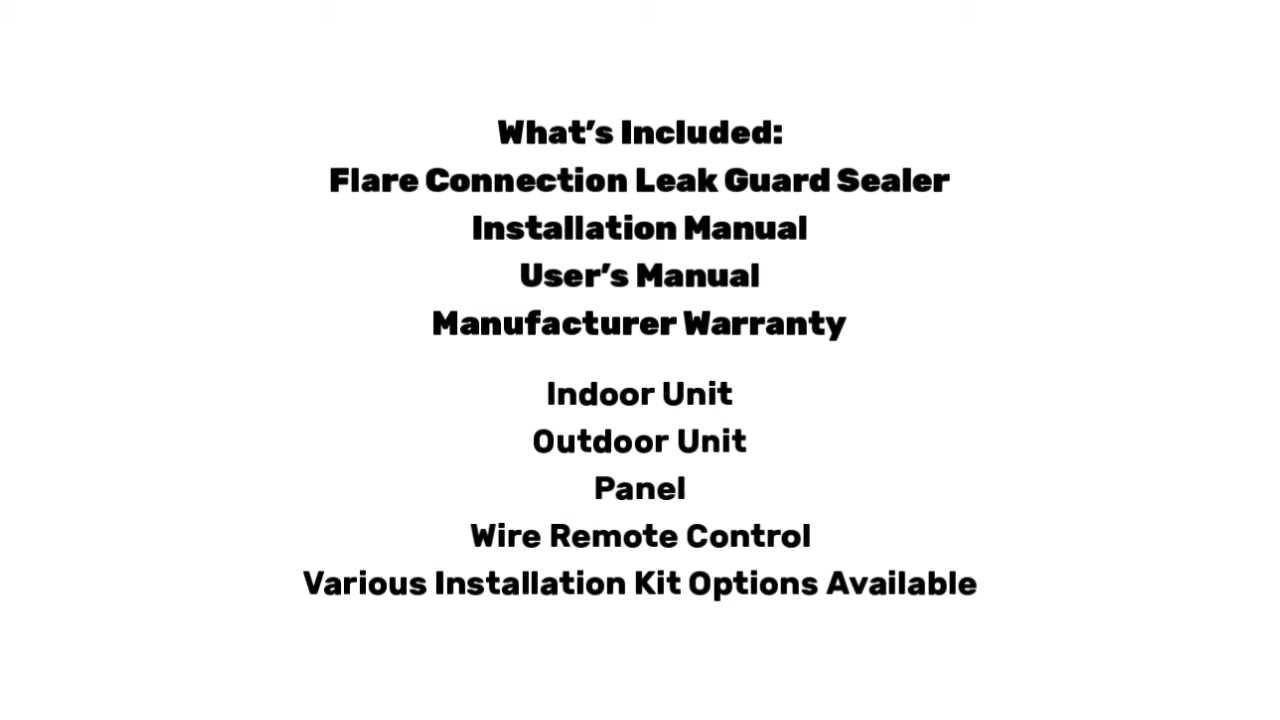 What’s Included:
Flare Connection Leak Guard Sealer
Installation Manual
User’s Manual
Manufacturer Warranty
Indoor Unit
Outdoor Unit
Panel
Wire Remote Control
Various Installation Kit Options Available